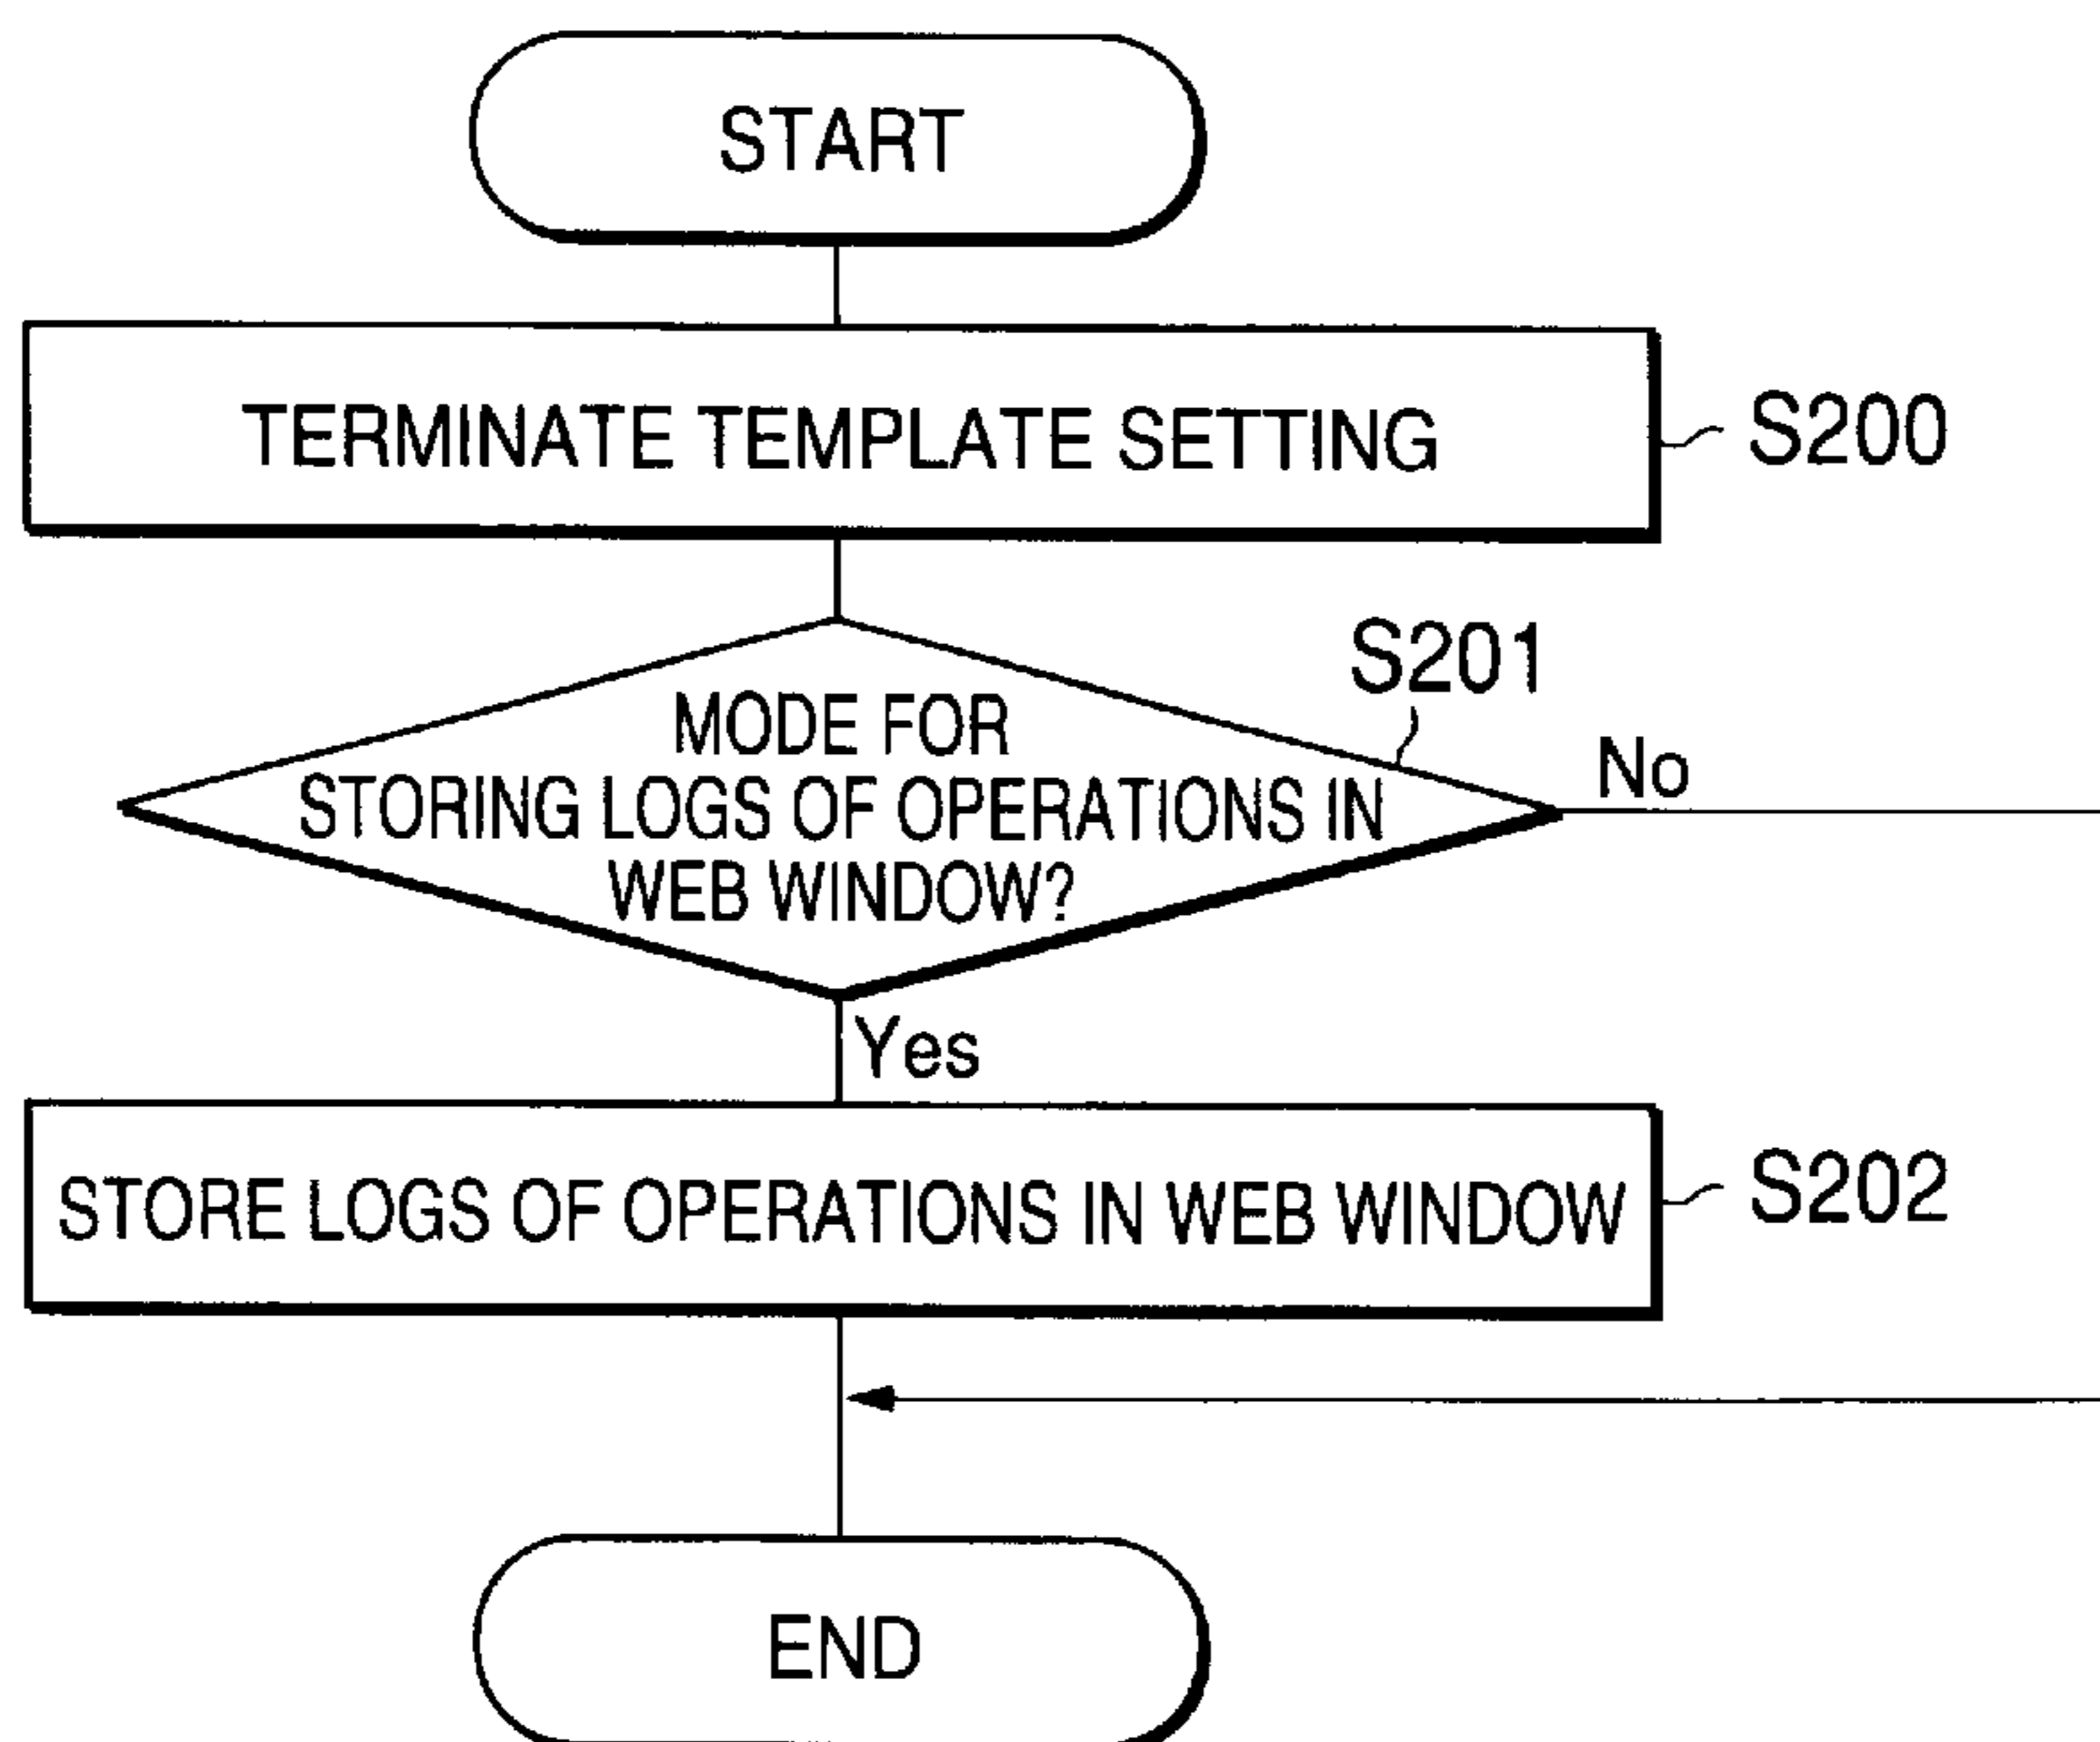 START
TERMINATE TEMPLATE SETTING
S200
S201
MODE FOR
STORING LOGS OF OPERATIONS IN
WEB WINDOW?
No
Yes
STORE LOGS OF OPERATIONS IN WEB WINDOW
S202
END